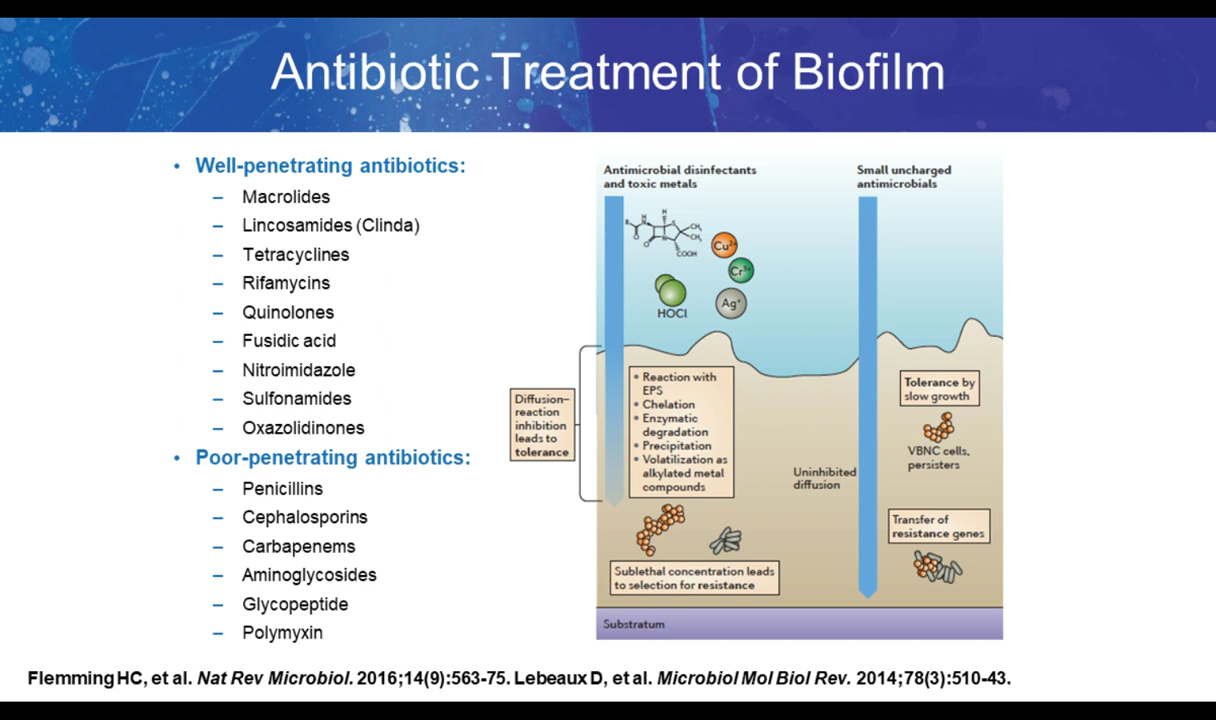 Antibiotic Treatment of Biofilm
• Well-penetrating antibiotics:
– Macrolides
– Lincosamides (Clinda)
– Tetracyclines
– Rifamycins
– Quinolones
– Fusidic acid
– Nitroimidazole
– Sulfonamides
– Oxazolidinones
• Poor-penetrating antibiotics:
– Penicillins
– Cephalosporins
– Carbapenems
– Aminoglycosides
– Glycopeptide
– Polymyxin
Antimicrobial disinfectants
and toxic metals
R
H
N
O
H
S
CH₃
CH₃
N
O
COOH
Cu²⁺
Cr³⁺
HOCl
Ag⁺
Diffusion–
reaction
inhibition
leads to
tolerance
• Reaction with
EPS
• Chelation
• Enzymatic
degradation
• Precipitation
• Volatilization as
alkylated metal
compounds
Sublethal concentration leads
to selection for resistance
Small uncharged
antimicrobials
Uninhibited
diffusion
Tolerance by
slow growth
VBNC cells,
persisters
Transfer of
resistance genes
Substratum
Flemming HC, et al. Nat Rev Microbiol. 2016;14(9):563-75. Lebeaux D, et al. Microbiol Mol Biol Rev. 2014;78(3):510-43.